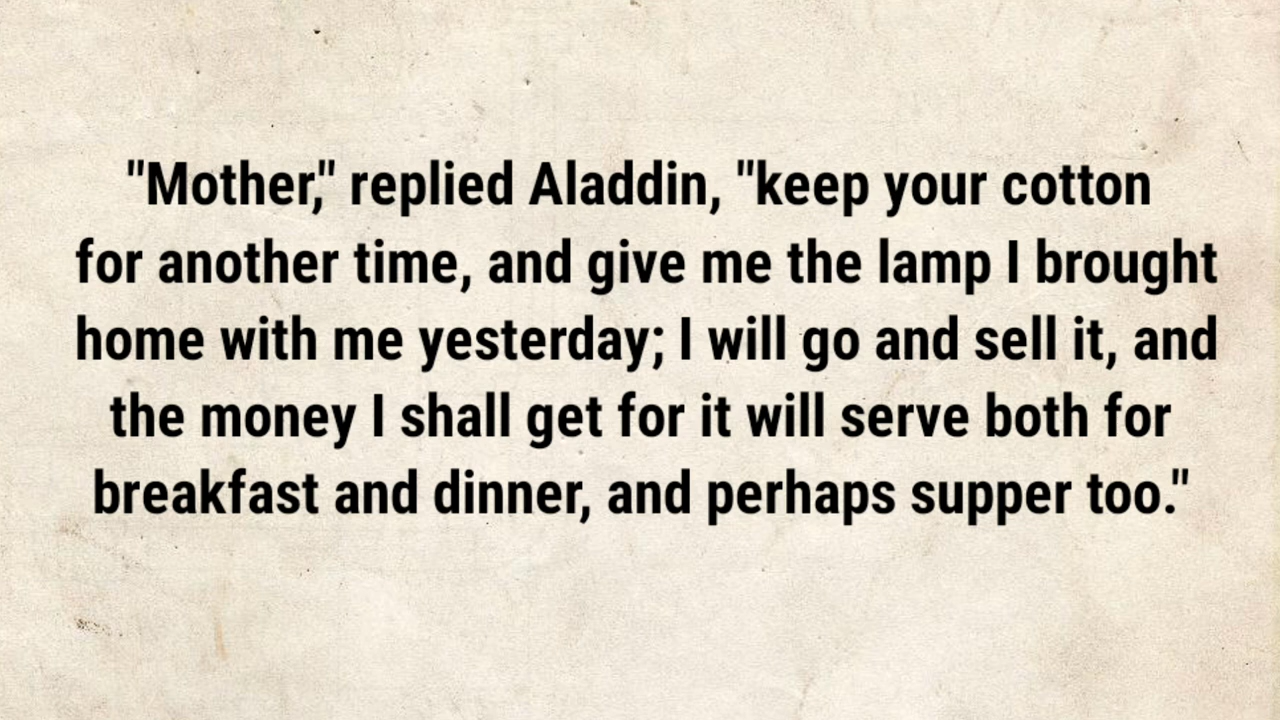 "Mother," replied Aladdin, "keep your cotton
for another time, and give me the lamp I brought
home with me yesterday; I will go and sell it, and
the money I shall get for it will serve both for
breakfast and dinner, and perhaps supper too."